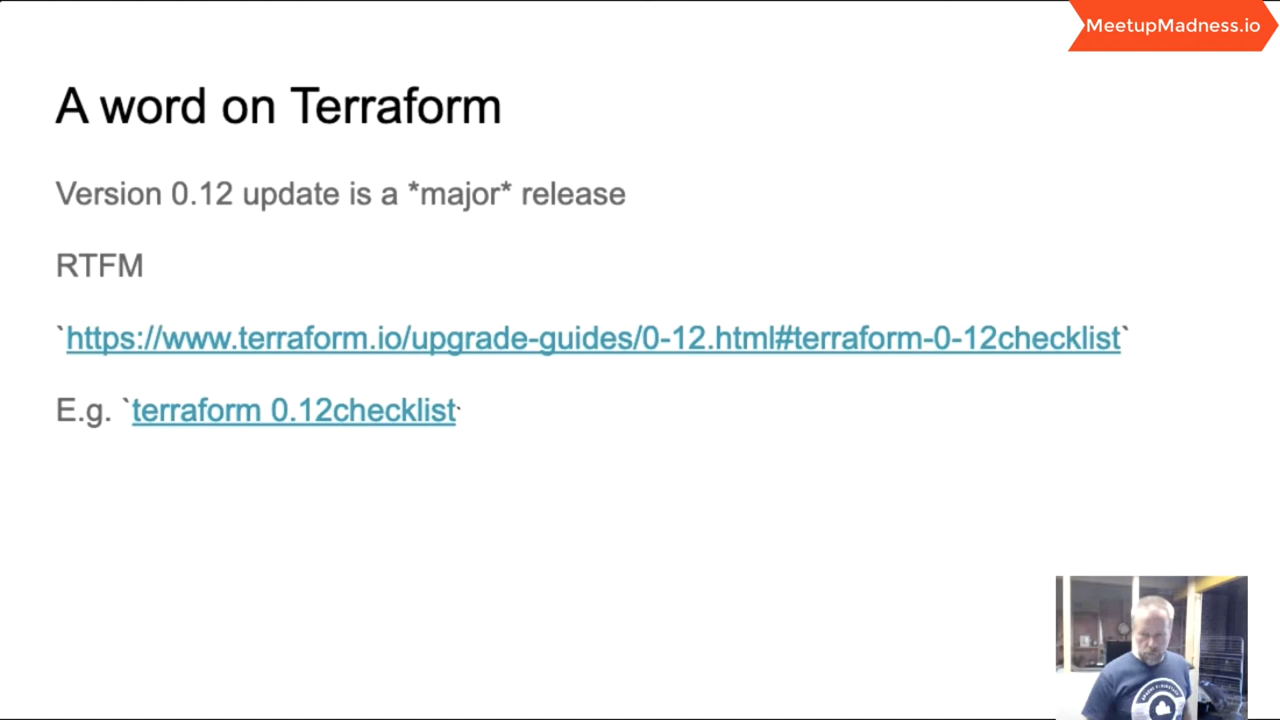 MeetupMadness.io
A word on Terraform
Version 0.12 update is a *major* release
RTFM
`https://www.terraform.io/upgrade-guides/0-12.html#terraform-0-12checklist`
E.g. `terraform 0.12checklist`